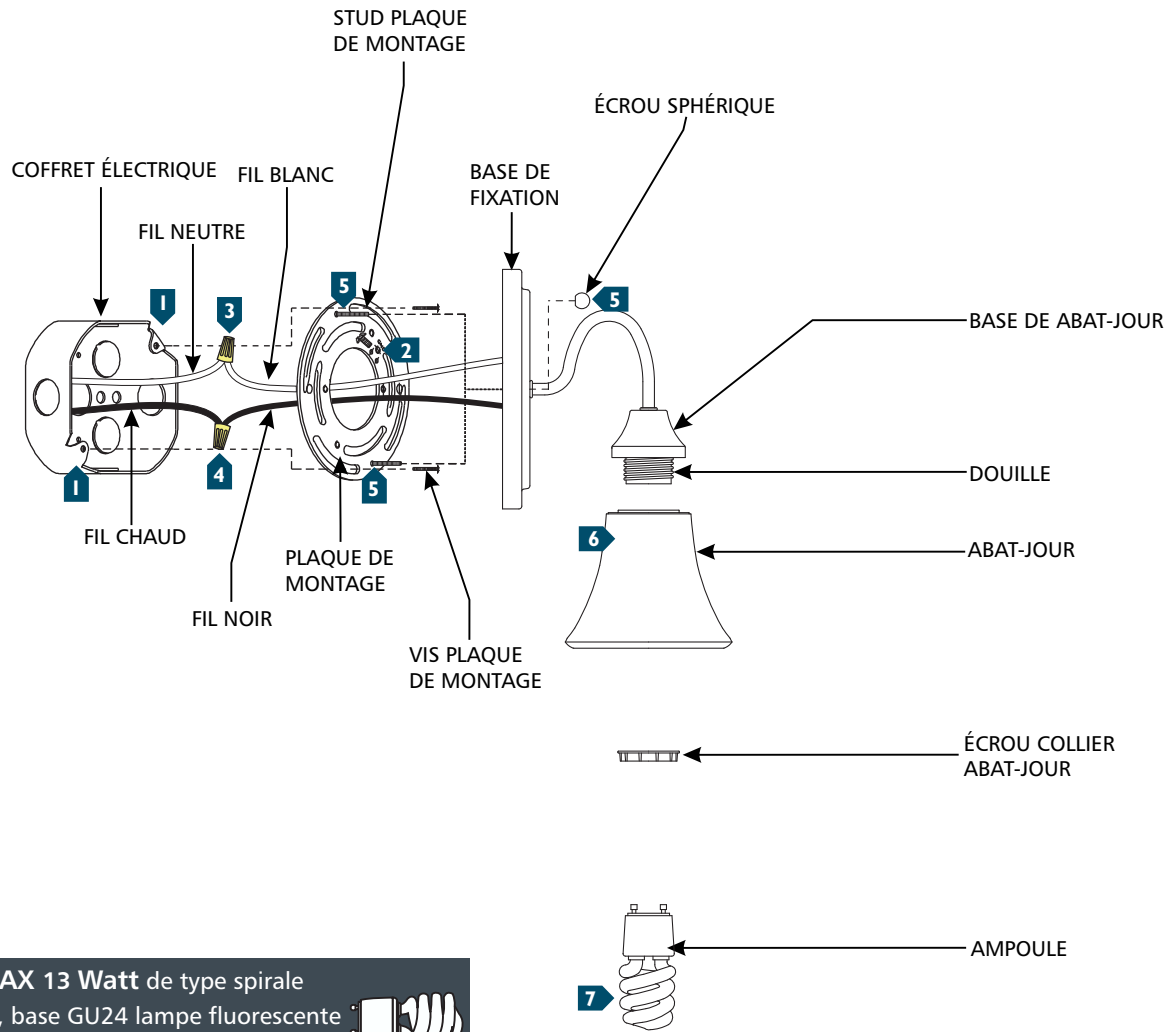 STUD PLAQUE
DE MONTAGE
ÉCROU SPHÉRIQUE
COFFRET ÉLECTRIQUE
FIL BLANC
BASE DE
FIXATION
FIL NEUTRE
1
3
5
5
2
BASE DE ABAT-JOUR
1
4
5
DOUILLE
FIL CHAUD
PLAQUE DE
MONTAGE
6
ABAT-JOUR
FIL NOIR
VIS PLAQUE
DE MONTAGE
ÉCROU COLLIER
ABAT-JOUR
AMPOULE
7
AX 13 Watt de type spirale
, base GU24 lampe fluorescente